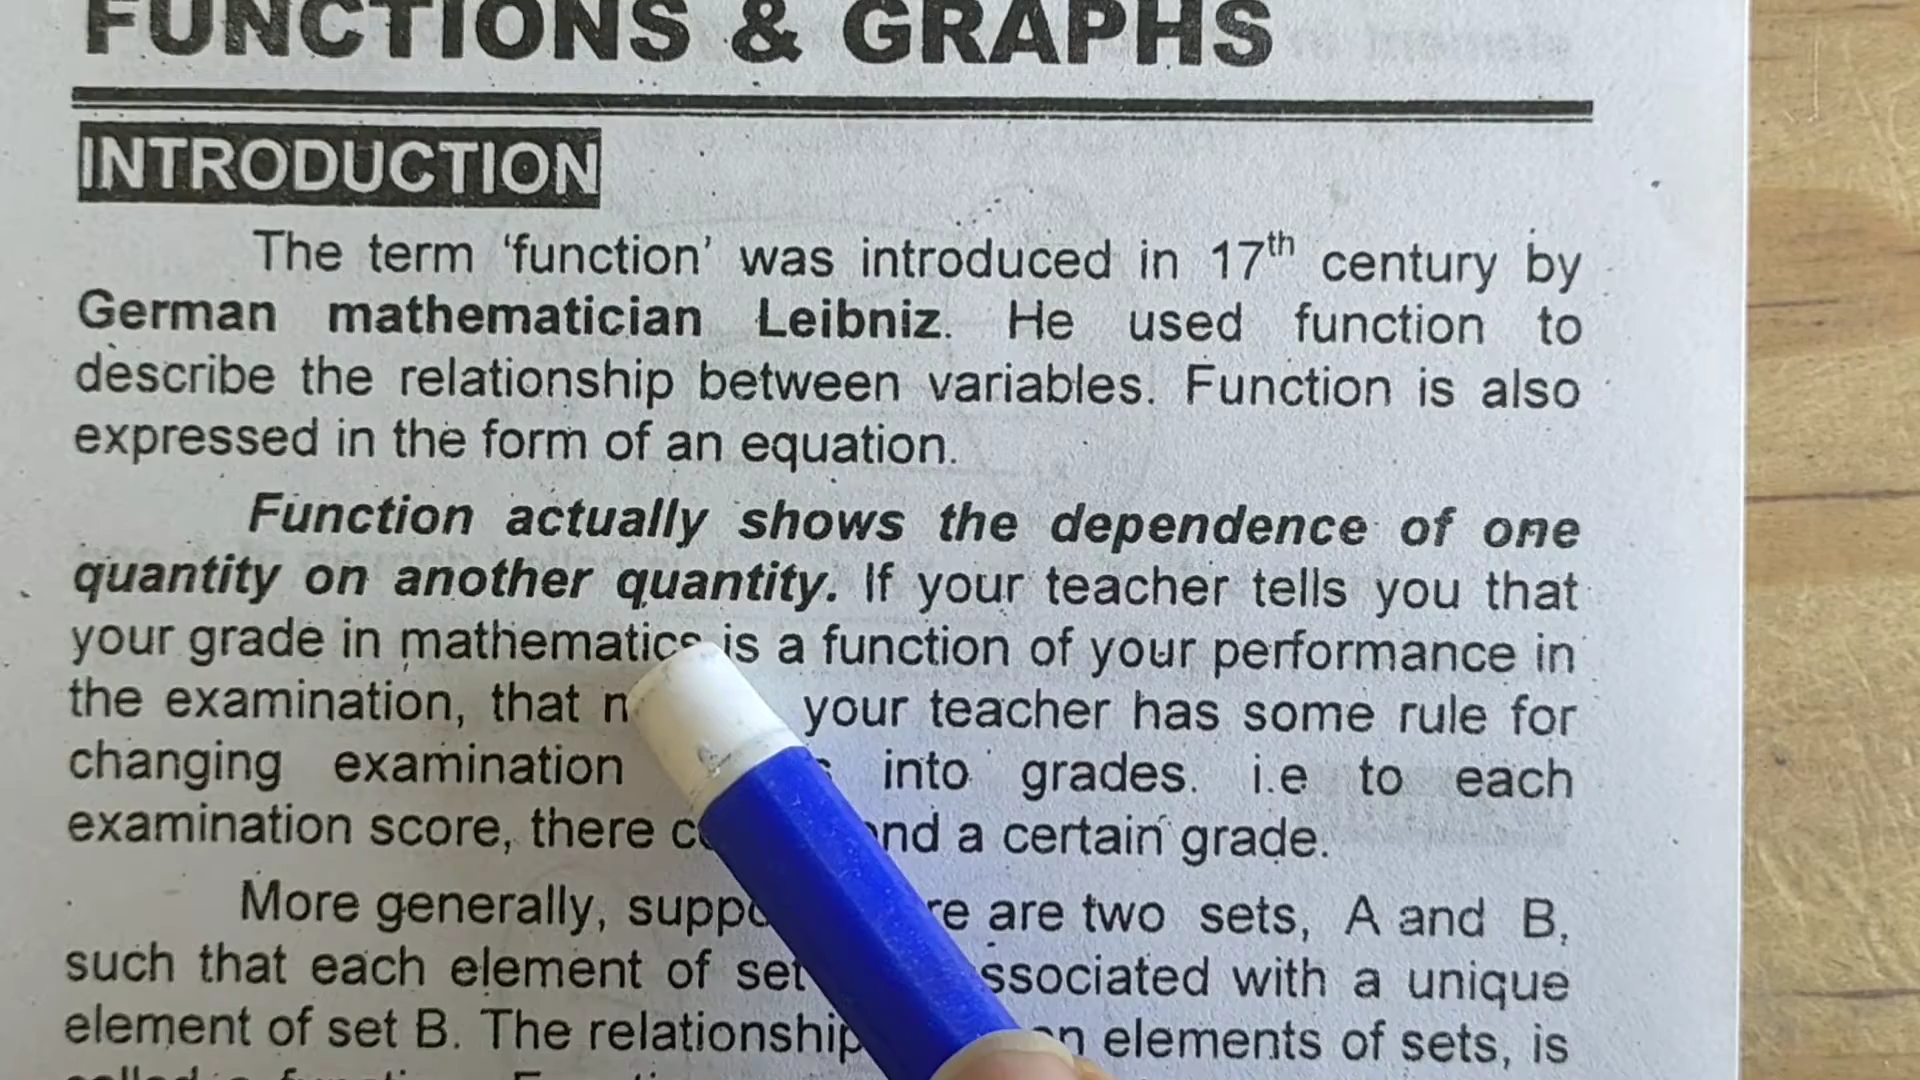 FUNCTIONS & GRAPHS
INTRODUCTION
The term ‘function’ was introduced in 17th century by
German mathematician Leibniz. He used function to
describe the relationship between variables. Function is also
expressed in the form of an equation.
Function actually shows the dependence of one
quantity on another quantity. If your teacher tells you that
your grade in mathematics is a function of your performance in
the examination, that your teacher has some rule for
changing examination into grades. i.e to each
examination score, there a certain grade.
More generally, are two sets, A and B,
such that each element of set associated with a unique
element of set B. The relationship elements of sets, is